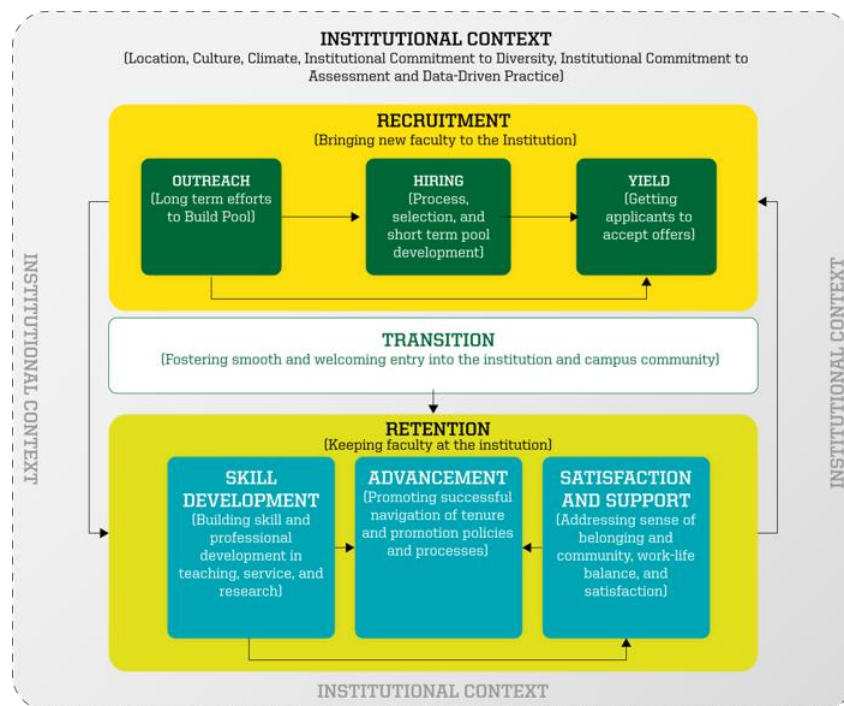 INSTITUTIONAL CONTEXT
(Location, Culture, Climate, Institutional Commitment to Diversity, Institutional Commitment to
Assessment and Data-Driven Practice)
RECRUITMENT
(Bringing new faculty to the Institution)
OUTREACH
(Long term efforts
to Build Pool)
HIRING
(Process,
selection, and
short term pool
development)
YIELD
(Getting
applicants to
accept offers)
INSTITUTIONAL CONTEXT
INSTITUTIONAL CONTEXT
TRANSITION
(Fostering smooth and welcoming entry into the institution and campus community)
RETENTION
(Keeping faculty at the institution)
SKILL
DEVELOPMENT
(Building skill and
professional
development in
teaching, service, and
research)
ADVANCEMENT
(Promoting successful
navigation of tenure
and promotion policies
and processes)
SATISFACTION
AND SUPPORT
(Addressing sense of
belonging and
community, work-life
balance, and
satisfaction)
INSTITUTIONAL CONTEXT